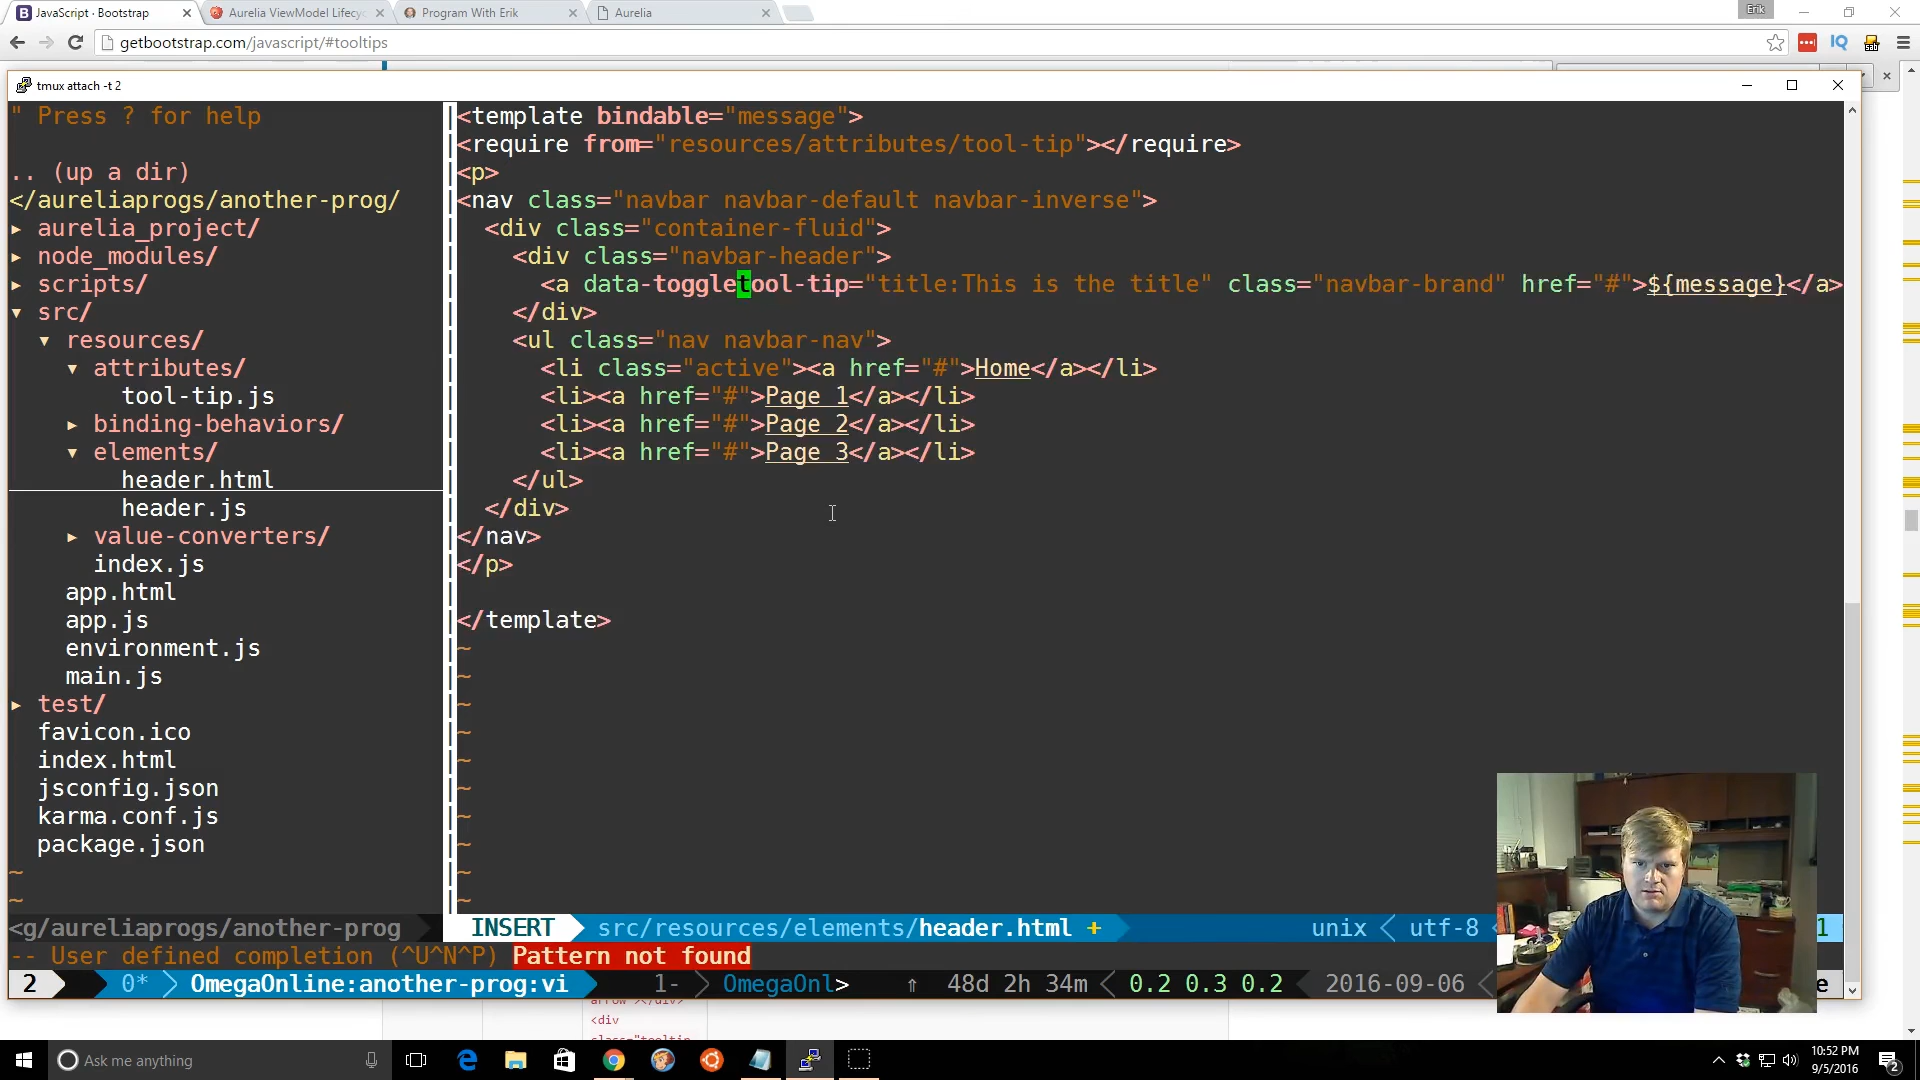 JavaScript · Bootstrap
Aurelia ViewModel Lifecyc
Program With Erik
Aurelia
Erik
getbootstrap.com/javascript/#tooltips
IQ
tmux attach -t 2
" Press ? for help
.. (up a dir)
</aureliaprogs/another-prog/
▸ aurelia_project/
▸ node_modules/
▸ scripts/
▾ src/
▾ resources/
▾ attributes/
tool-tip.js
▸ binding-behaviors/
▾ elements/
header.html
header.js
▸ value-converters/
index.js
app.html
app.js
environment.js
main.js
▸ test/
favicon.ico
index.html
jsconfig.json
karma.conf.js
package.json
~
~
<template bindable="message">
<require from="resources/attributes/tool-tip"></require>
<p>
<nav class="navbar navbar-default navbar-inverse">
<div class="container-fluid">
<div class="navbar-header">
<a data-toggletool-tip="title:This is the title" class="navbar-brand" href="#">${message}</a>
</div>
<ul class="nav navbar-nav">
<li class="active"><a href="#">Home</a></li>
<li><a href="#">Page 1</a></li>
<li><a href="#">Page 2</a></li>
<li><a href="#">Page 3</a></li>
</ul>
</div>
</nav>
</p>
</template>
~
~
~
~
~
~
~
~
~
~
<g/aureliaprogs/another-prog
INSERT src/resources/elements/header.html + unix < utf-8 < 1
-- User defined completion (^U^N^P) Pattern not found
2 0* OmegaOnline:another-prog:vi 1- OmegaOnl> ⇑ 48d 2h 34m < 0.2 0.3 0.2 < 2016-09-06 < e
arrow"></div>
<div
Ask me anything
10:52 PM
9/5/2016
2